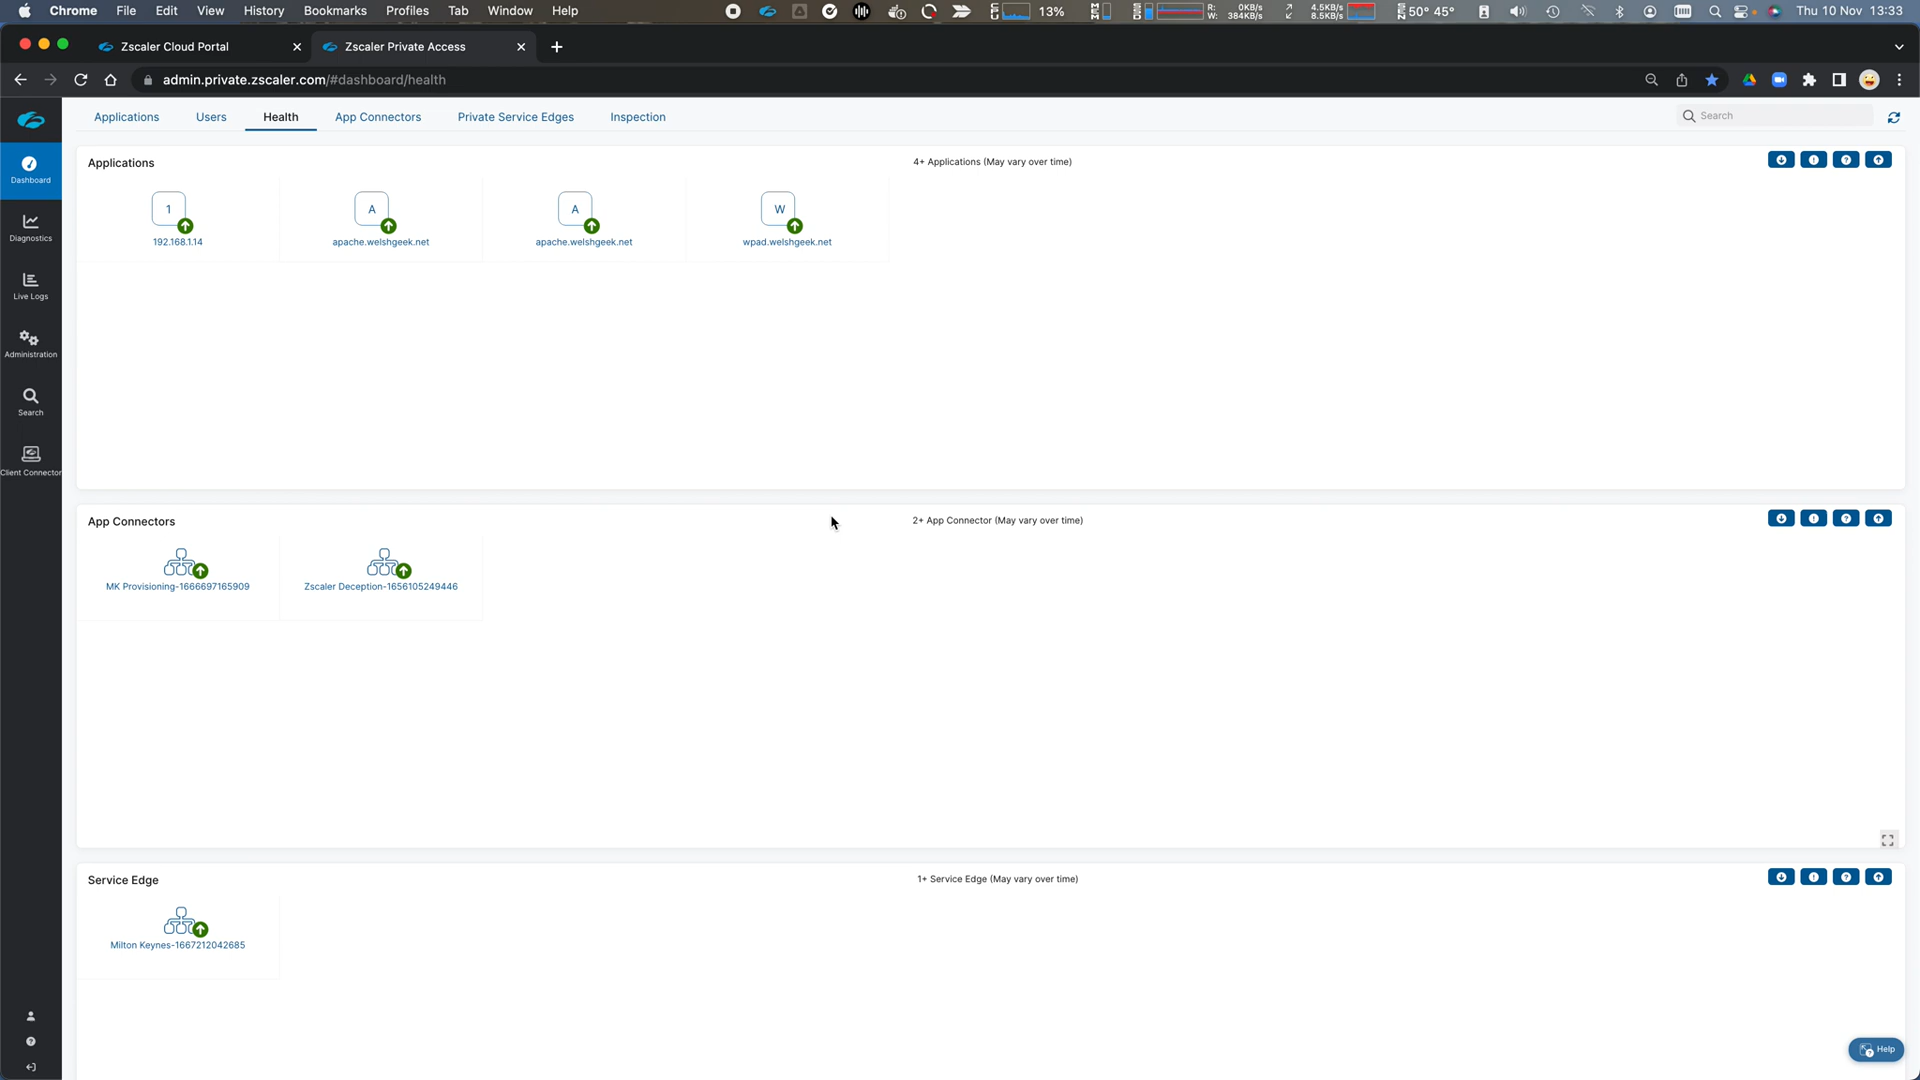 Chrome File Edit View History Bookmarks Profiles Tab Window Help 13% R: 0KB/s W: 384KB/s 4.5KB/s 8.5KB/s 50° 45° Thu 10 Nov 13:33
Zscaler Cloud Portal Zscaler Private Access
admin.private.zscaler.com/#dashboard/health
Applications Users Health App Connectors Private Service Edges Inspection Search
Dashboard
Diagnostics
Live Logs
Administration
Search
Client Connector
Applications 4+ Applications (May vary over time)
1 A A W
192.168.1.14 apache.welshgeek.net apache.welshgeek.net wpad.welshgeek.net
App Connectors 2+ App Connector (May vary over time)
MK Provisioning-1666697165909 Zscaler Deception-1656105249446
Service Edge 1+ Service Edge (May vary over time)
Milton Keynes-1667212042685
Help